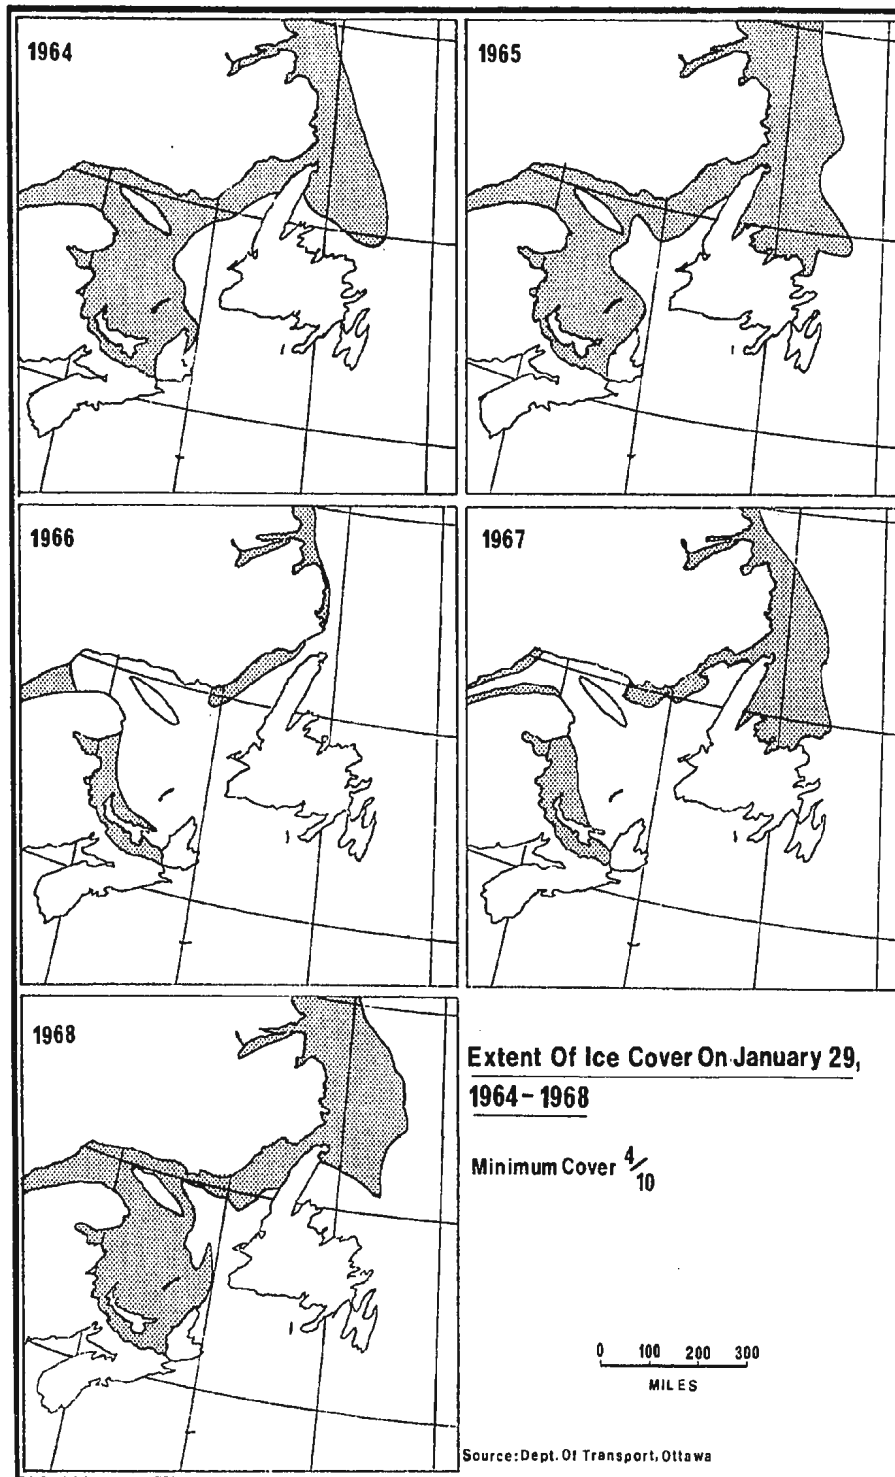 1964
1965
1966
1967
1968
Extent Of Ice Cover On January 29,
1964-1968
Minimum Cover 4/10
0 100 200 300
MILES
Source: Dept. Of Transport, Ottawa